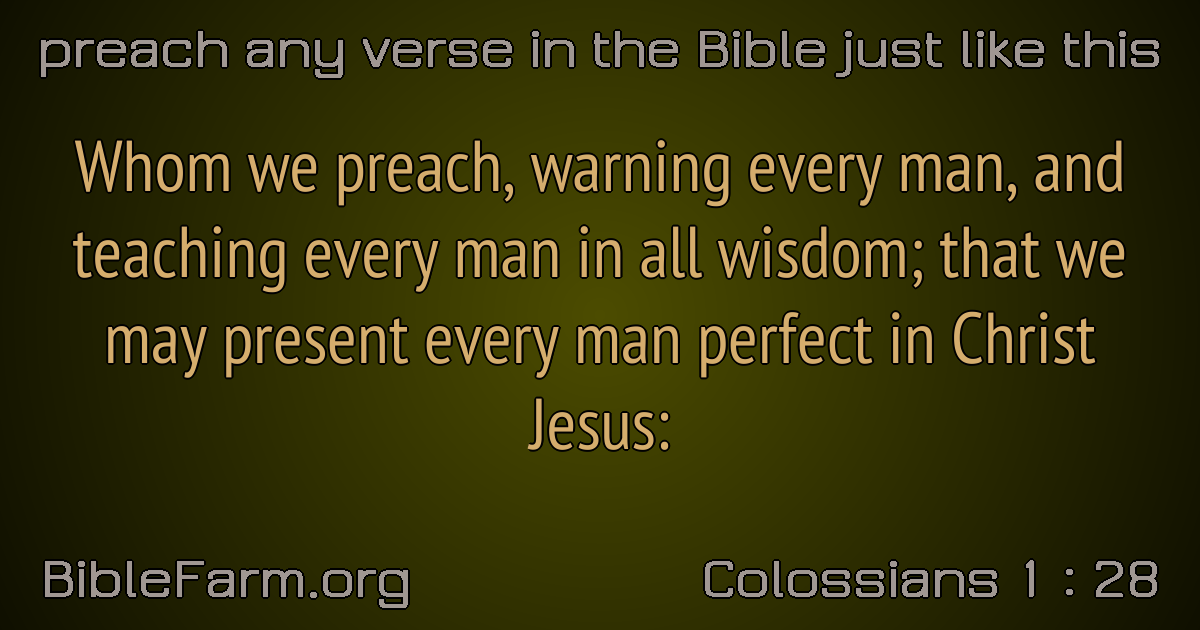 preach any verse in the Bible just like this
Whom we preach, warning every man, and
teaching every man in all wisdom; that we
may present every man perfect in Christ
Jesus:
BibleFarm.org
Colossians 1 : 28